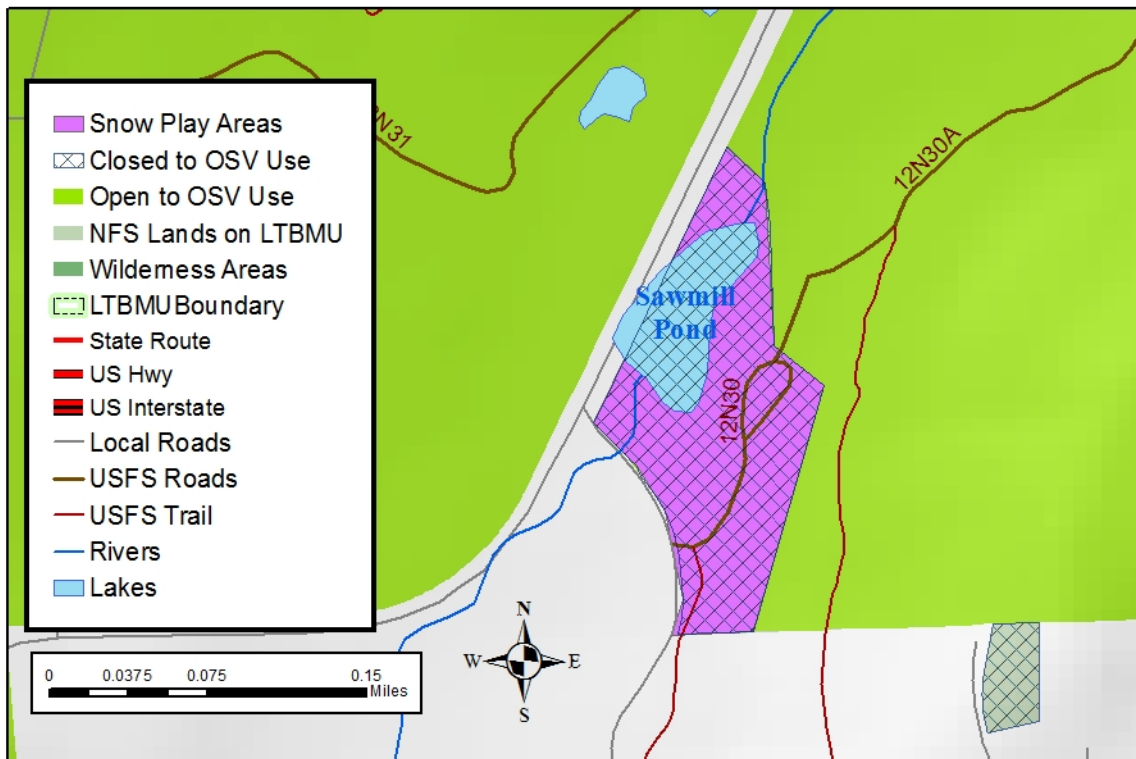 Snow Play Areas
Closed to OSV Use
Open to OSV Use
NFS Lands on LTBMU
Wilderness Areas
LTBMUBoundary
State Route
US Hwy
US Interstate
Local Roads
USFS Roads
USFS Trail
Rivers
Lakes
0 0.0375 0.075 0.15
Miles
N
W E
S
N31
12N30A
Sawmill
Pond
12N30